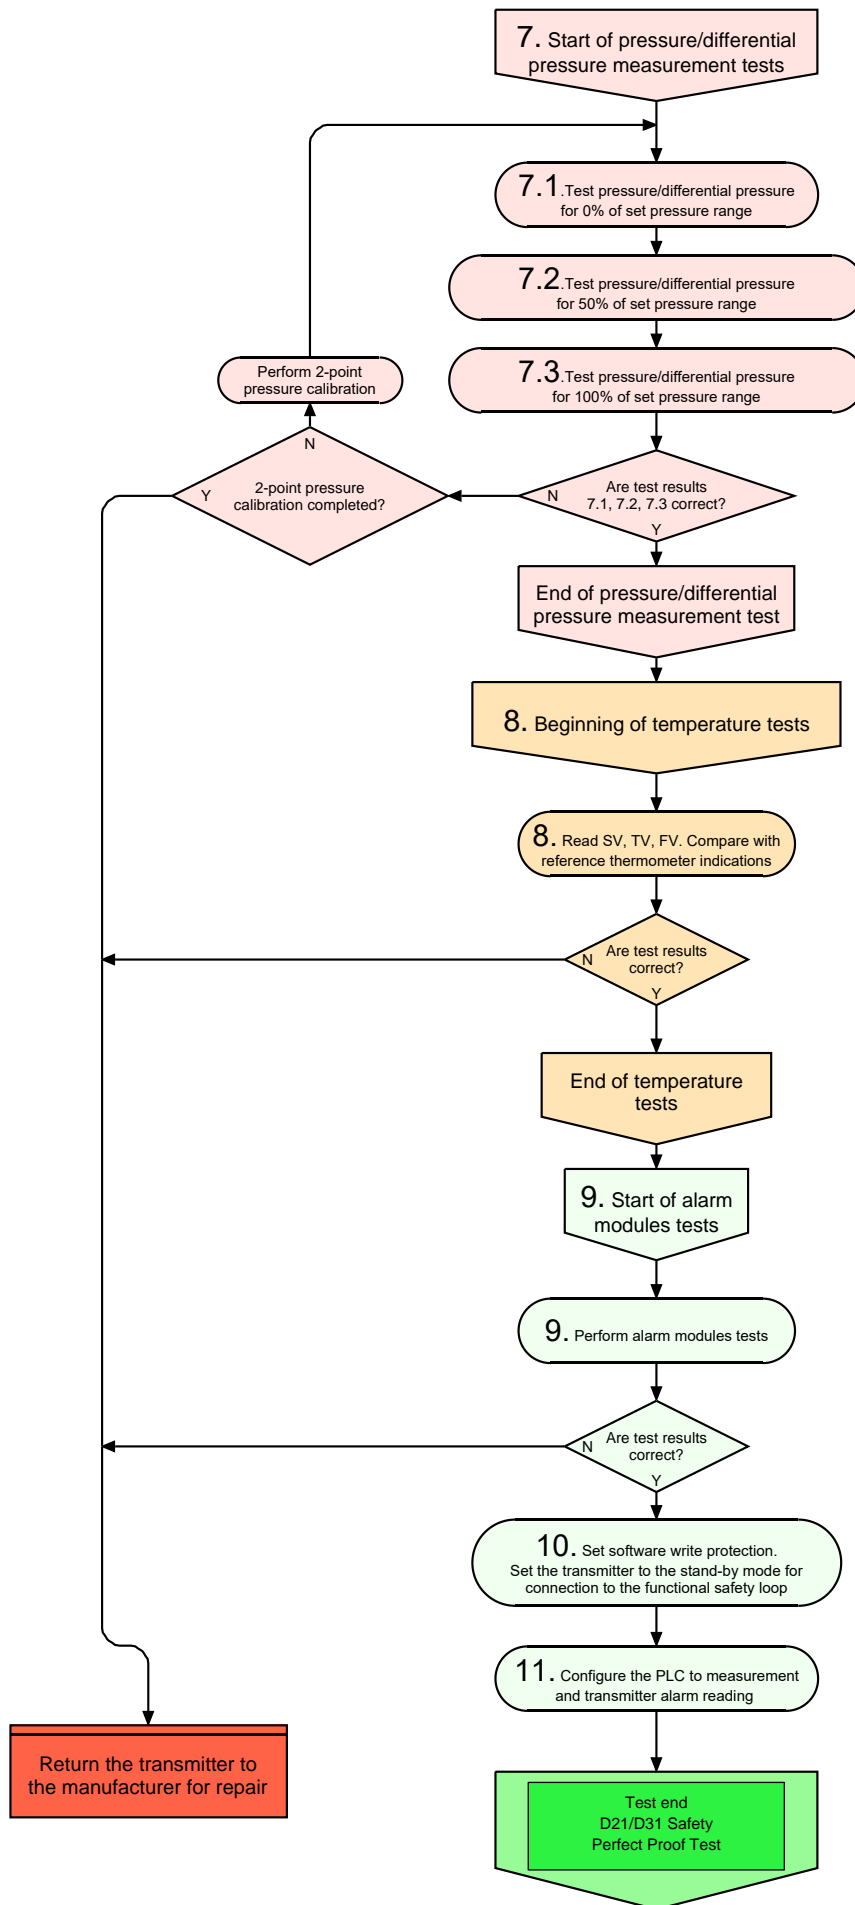 7. Start of pressure/differential
pressure measurement tests
7.1.Test pressure/differential pressure
for 0% of set pressure range
7.2.Test pressure/differential pressure
for 50% of set pressure range
7.3.Test pressure/differential pressure
for 100% of set pressure range
Perform 2-point
pressure calibration
N
Y
2-point pressure
calibration completed?
N
Are test results
7.1, 7.2, 7.3 correct?
Y
End of pressure/differential
pressure measurement test
8. Beginning of temperature tests
8. Read SV, TV, FV. Compare with
reference thermometer indications
N
Are test results
correct?
Y
End of temperature
tests
9. Start of alarm
modules tests
9. Perform alarm modules tests
N
Are test results
correct?
Y
10. Set software write protection.
Set the transmitter to the stand-by mode for
connection to the functional safety loop
11. Configure the PLC to measurement
and transmitter alarm reading
Return the transmitter to
the manufacturer for repair
Test end
D21/D31 Safety
Perfect Proof Test